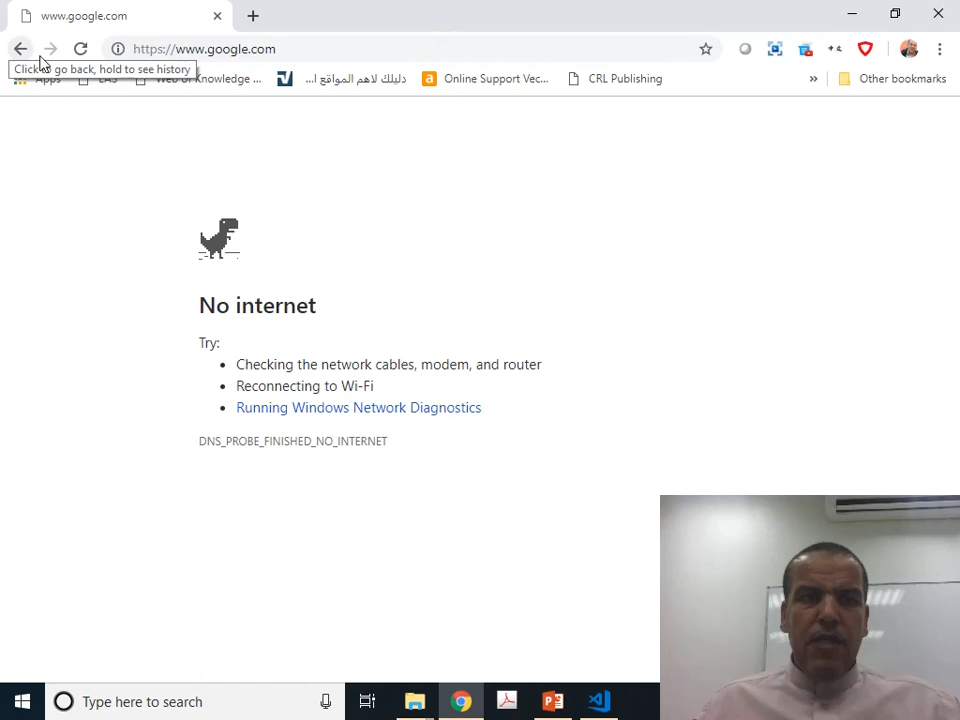 www.google.com
https://www.google.com
Click to go back, hold to see history
Apps
EAS
Web of Knowledge ...
دليلك لاهم المواقع ا...
Online Support Vec...
CRL Publishing
»
Other bookmarks
No internet
Try:
• Checking the network cables, modem, and router
• Reconnecting to Wi-Fi
• Running Windows Network Diagnostics
DNS_PROBE_FINISHED_NO_INTERNET
Type here to search